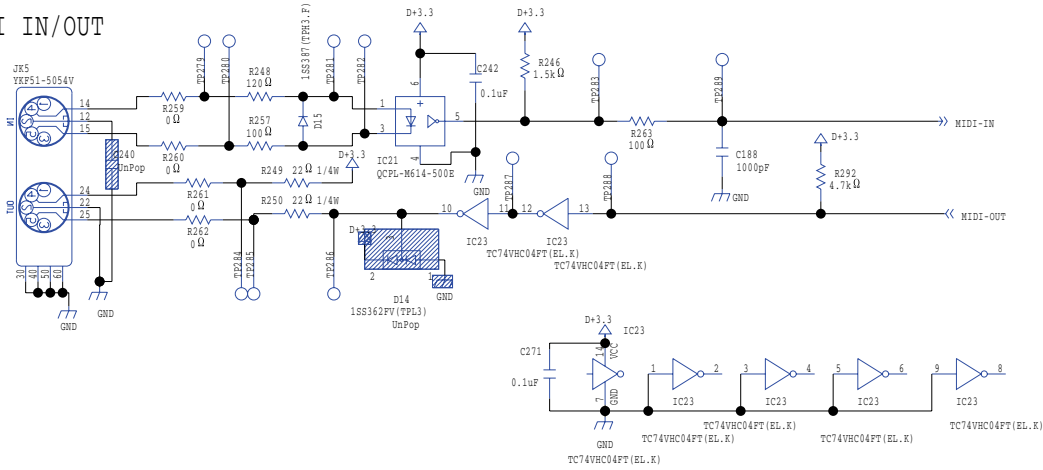 I IN/OUT
JK5
YKF51-5054V
IN
OUT
14
12
15
24
22
25
30
40
50
60
GND
GND
R259
0Ω
R260
0Ω
C240
UnPop
R261
0Ω
R262
0Ω
TP279
TP280
R248
120Ω
R257
100Ω
1SS387(TPH3.F)
D15
TP281
TP282
R249 22Ω 1/4W
R250 22Ω 1/4W
D+3.3
TP284
TP285
TP286
D+3.3
6
1
3
5
4
IC21
QCPL-M614-500E
C242
0.1uF
GND
D+3.3
R246
1.5kΩ
TP283
R263
100Ω
TP289
C188
1000pF
GND
MIDI-IN
D+3.3
R292
4.7kΩ
MIDI-OUT
TP287
TP288
10
11
12
13
IC23
TC74VHC04FT(EL.K)
IC23
TC74VHC04FT(EL.K)
D+3.3
2
1
GND
D14
1SS362FV(TPL3)
UnPop
D+3.3
IC23
C271
0.1uF
14
VCC
7
GND
GND
TC74VHC04FT(EL.K)
1
2
IC23
TC74VHC04FT(EL.K)
3
4
IC23
TC74VHC04FT(EL.K)
5
6
IC23
TC74VHC04FT(EL.K)
9
8
IC23
TC74VHC04FT(EL.K)